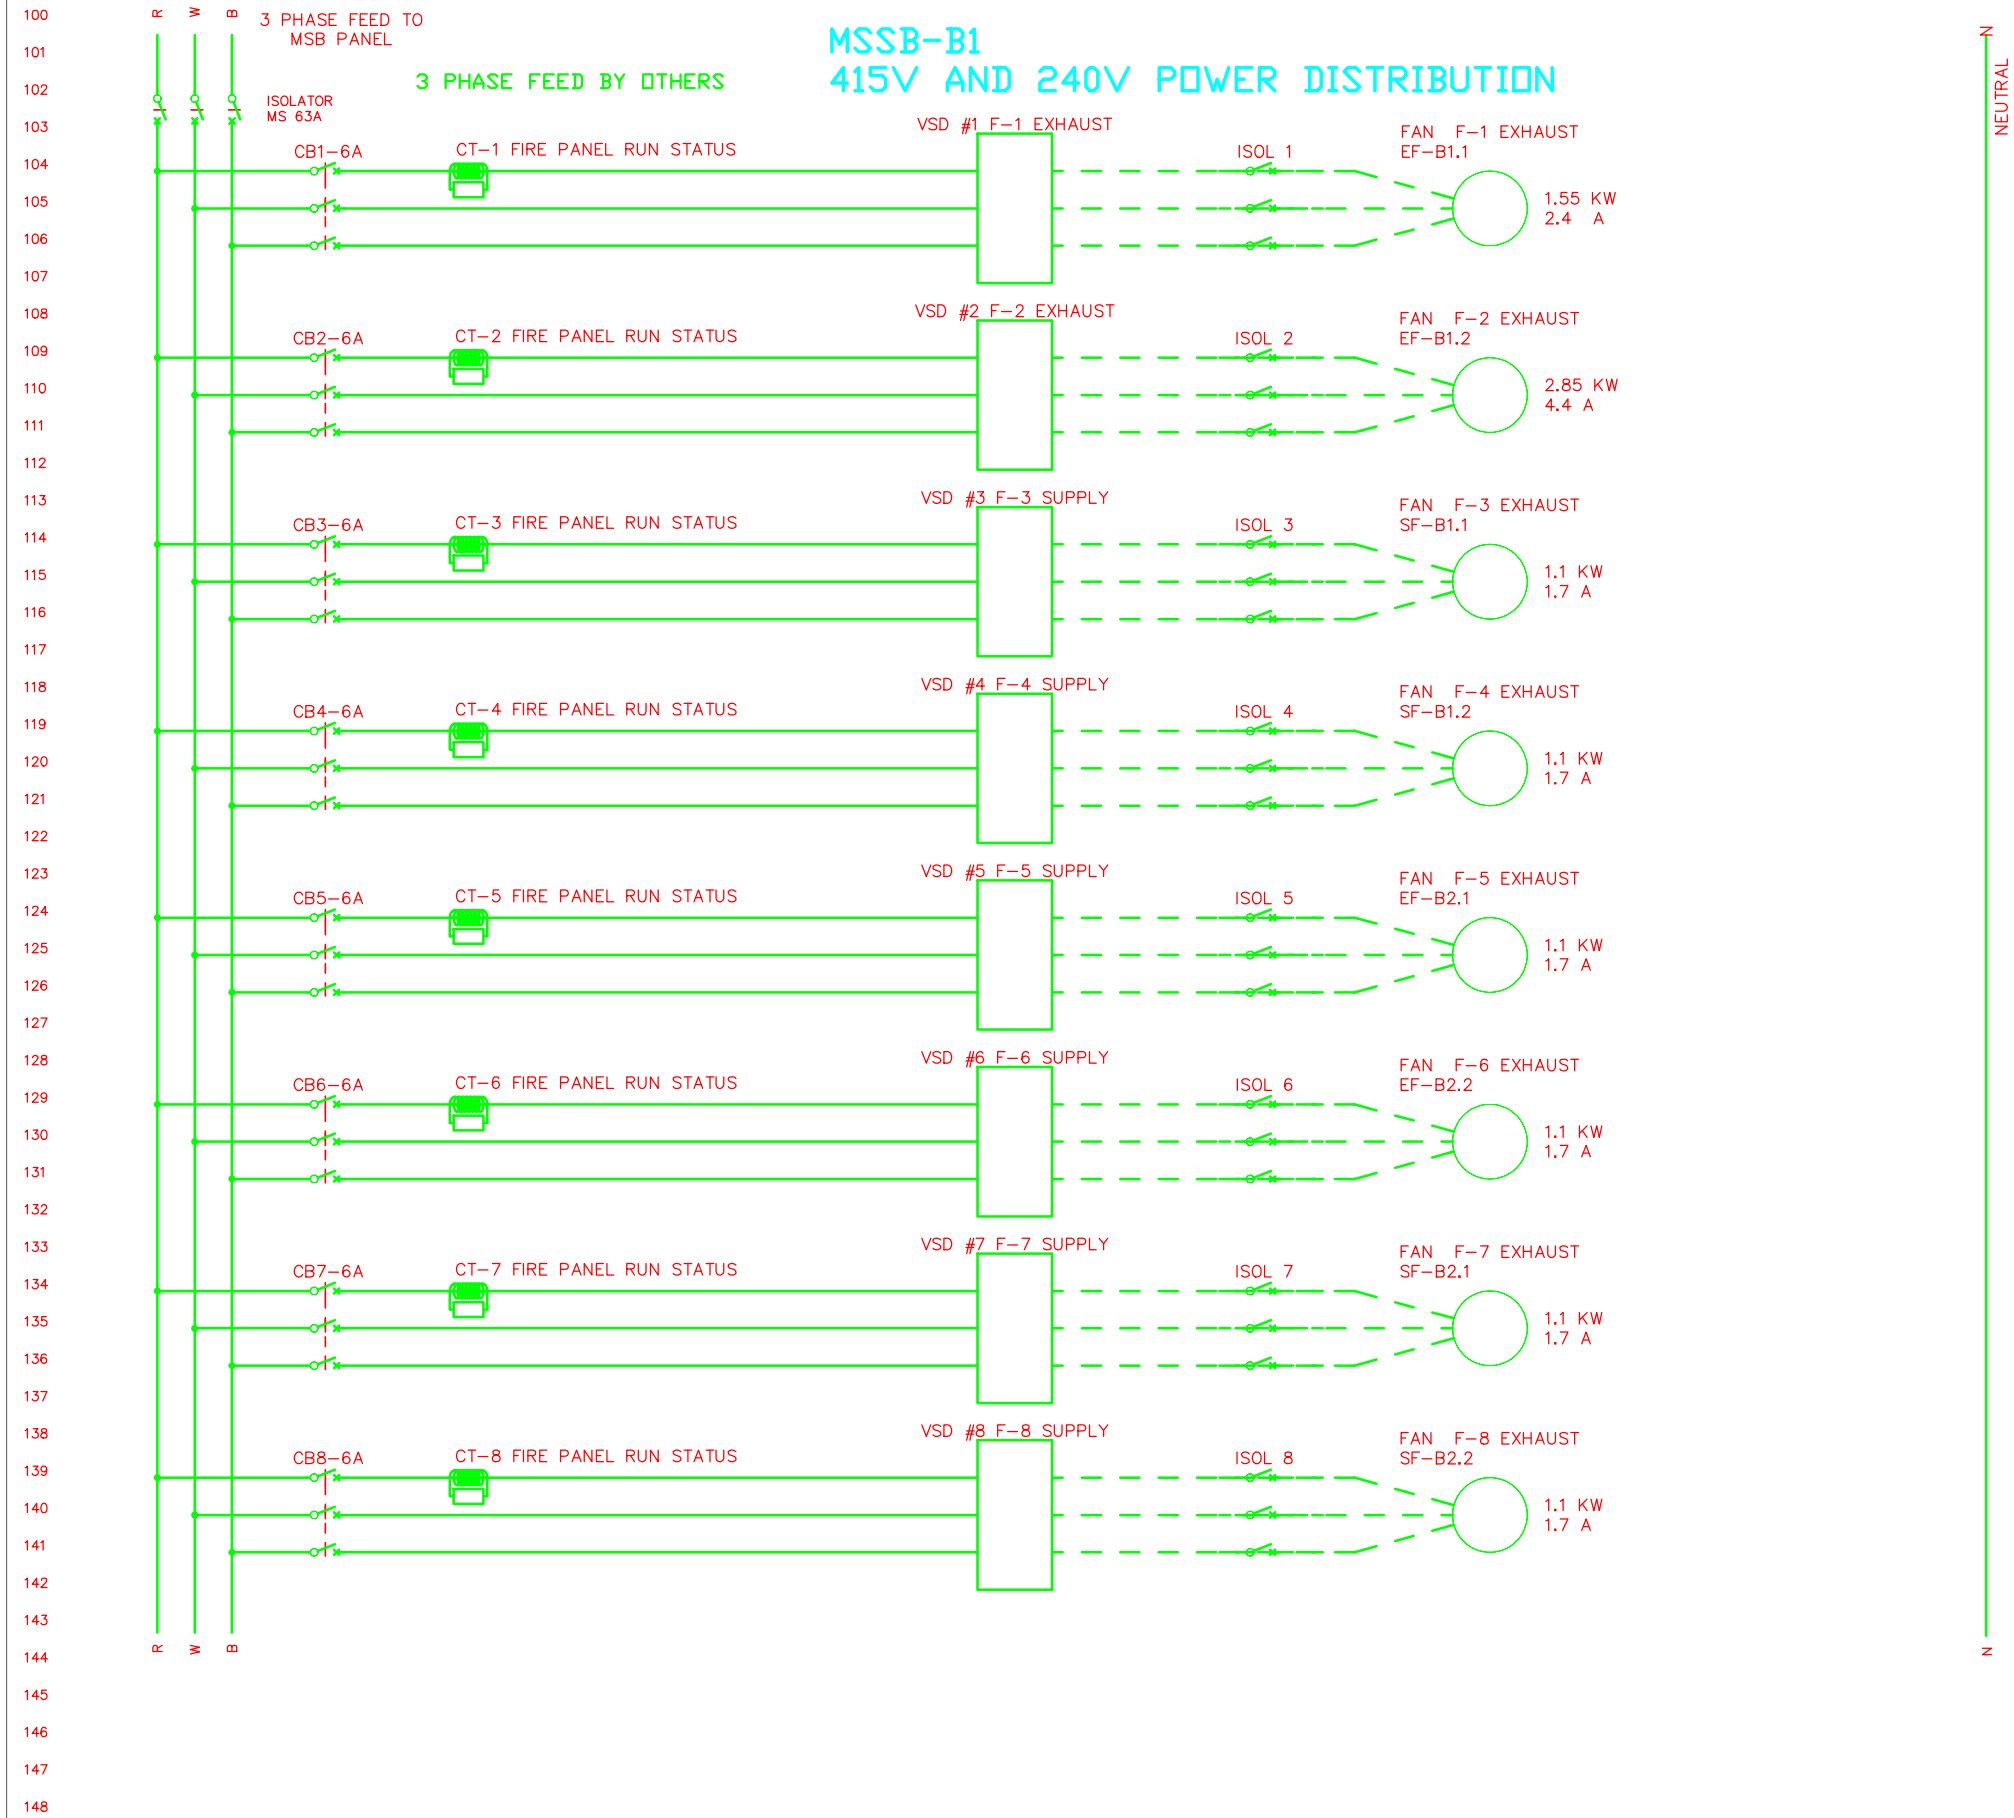 100
R W B
3 PHASE FEED TO
MSB PANEL
N
NEUTRAL
MSSB-B1
101
3 PHASE FEED BY OTHERS
415V AND 240V POWER DISTRIBUTION
102
ISOLATOR
MS 63A
103
VSD #1 F-1 EXHAUST
FAN F-1 EXHAUST
EF-B1.1
CB1-6A
CT-1 FIRE PANEL RUN STATUS
ISOL 1
104
105
1.55 KW
2.4 A
106
107
108
VSD #2 F-2 EXHAUST
FAN F-2 EXHAUST
EF-B1.2
CB2-6A
CT-2 FIRE PANEL RUN STATUS
ISOL 2
109
110
2.85 KW
4.4 A
111
112
113
VSD #3 F-3 SUPPLY
FAN F-3 EXHAUST
SF-B1.1
CB3-6A
CT-3 FIRE PANEL RUN STATUS
ISOL 3
114
115
1.1 KW
1.7 A
116
117
118
VSD #4 F-4 SUPPLY
FAN F-4 EXHAUST
SF-B1.2
CB4-6A
CT-4 FIRE PANEL RUN STATUS
ISOL 4
119
120
1.1 KW
1.7 A
121
122
123
VSD #5 F-5 SUPPLY
FAN F-5 EXHAUST
EF-B2.1
CB5-6A
CT-5 FIRE PANEL RUN STATUS
ISOL 5
124
125
1.1 KW
1.7 A
126
127
128
VSD #6 F-6 SUPPLY
FAN F-6 EXHAUST
EF-B2.2
CB6-6A
CT-6 FIRE PANEL RUN STATUS
ISOL 6
129
130
1.1 KW
1.7 A
131
132
133
VSD #7 F-7 SUPPLY
FAN F-7 EXHAUST
SF-B2.1
CB7-6A
CT-7 FIRE PANEL RUN STATUS
ISOL 7
134
135
1.1 KW
1.7 A
136
137
138
VSD #8 F-8 SUPPLY
FAN F-8 EXHAUST
SF-B2.2
CB8-6A
CT-8 FIRE PANEL RUN STATUS
ISOL 8
139
140
1.1 KW
1.7 A
141
142
143
R W B
N
144
145
146
147
148